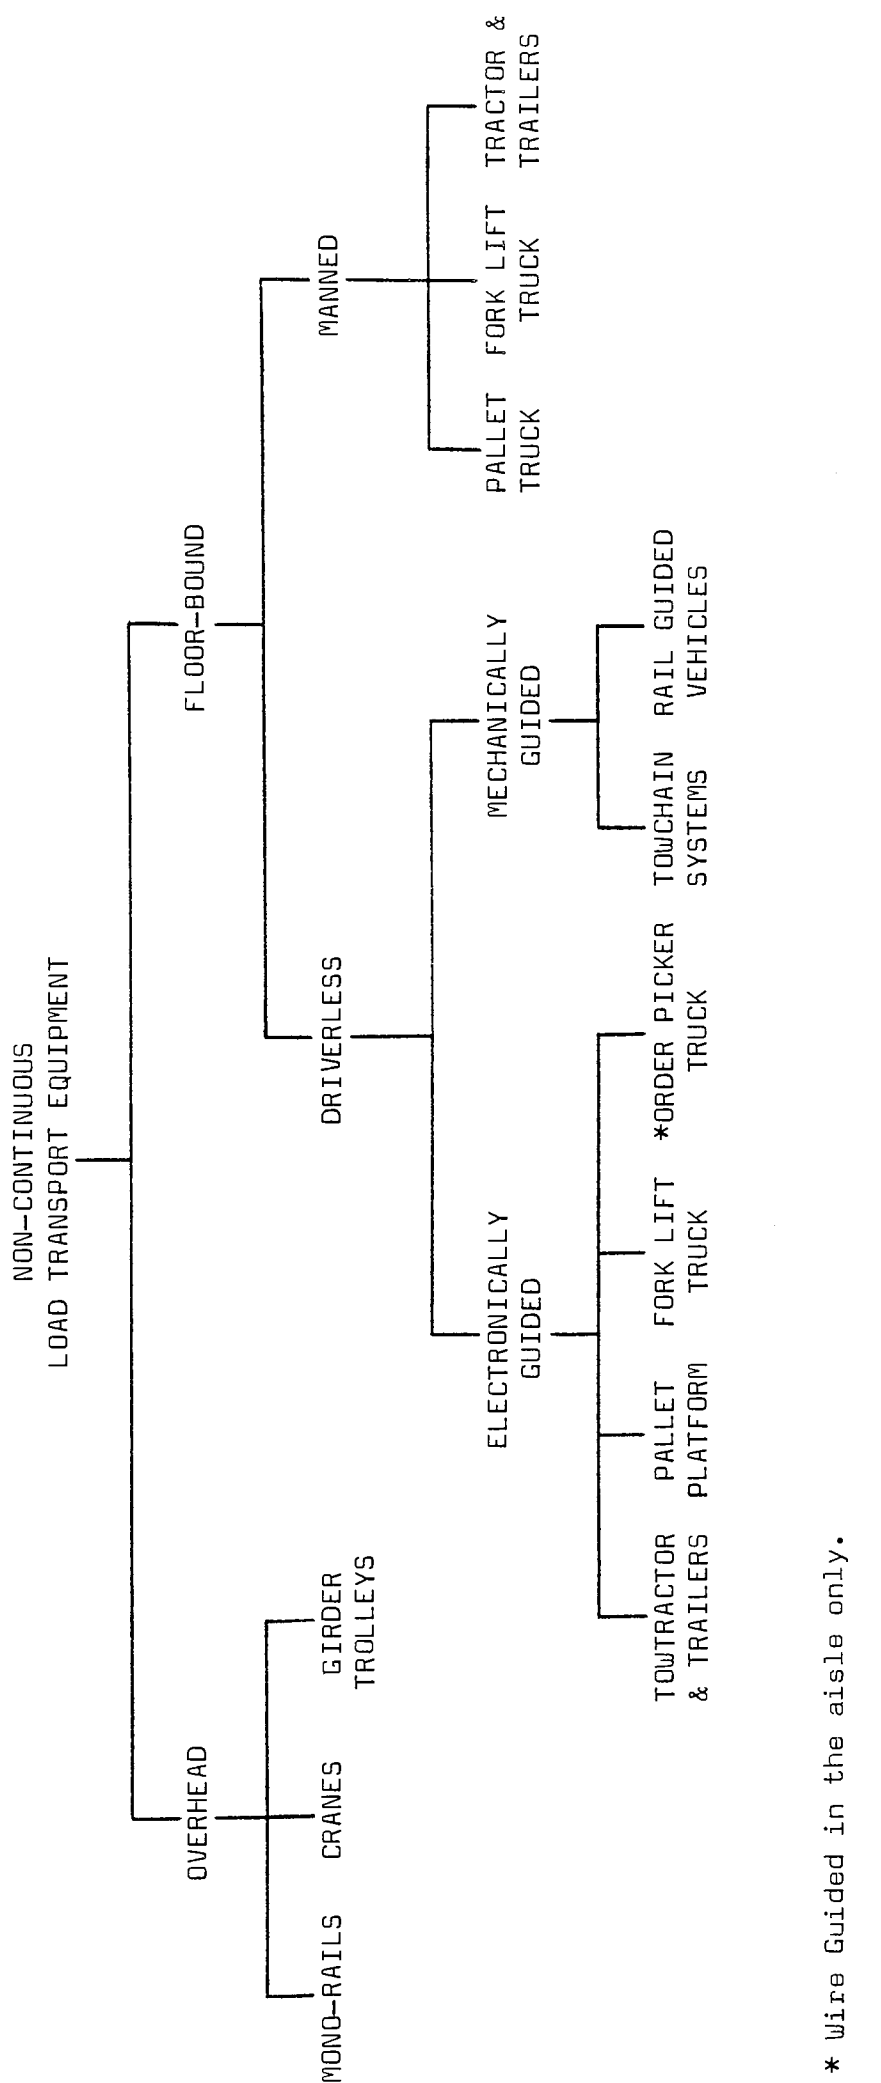 NON-CONTINUOUS
LOAD TRANSPORT EQUIPMENT
OVERHEAD
FLOOR-BOUND
MONO-RAILS
CRANES
GIRDER
TROLLEYS
DRIVERLESS
MANNED
ELECTRONICALLY
GUIDED
MECHANICALLY
GUIDED
PALLET
TRUCK
FORK LIFT
TRUCK
TRACTOR &
TRAILERS
TOWTRACTOR
& TRAILERS
PALLET
PLATFORM
FORK LIFT
TRUCK
*ORDER PICKER
TRUCK
TOWCHAIN
SYSTEMS
RAIL GUIDED
VEHICLES
* Wire Guided in the aisle only.